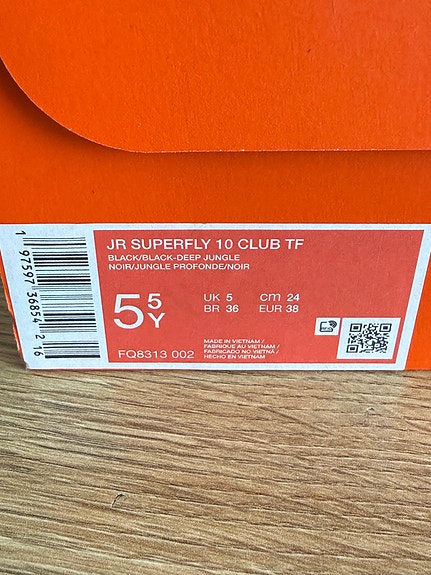 JR SUPERFLY 10 CLUB TF
BLACK/BLACK-DEEP JUNGLE
NOIR/JUNGLE PROFONDE/NOIR
5 5Y
UK 5 CM 24
BR 36 EUR 38
MADE IN VIETNAM /
FABRIQUÉ AU VIETNAM /
FABRICADO NO VIETNÃ /
HECHO EN VIETNAM
FQ8313 002
1 97597 36854 2 16